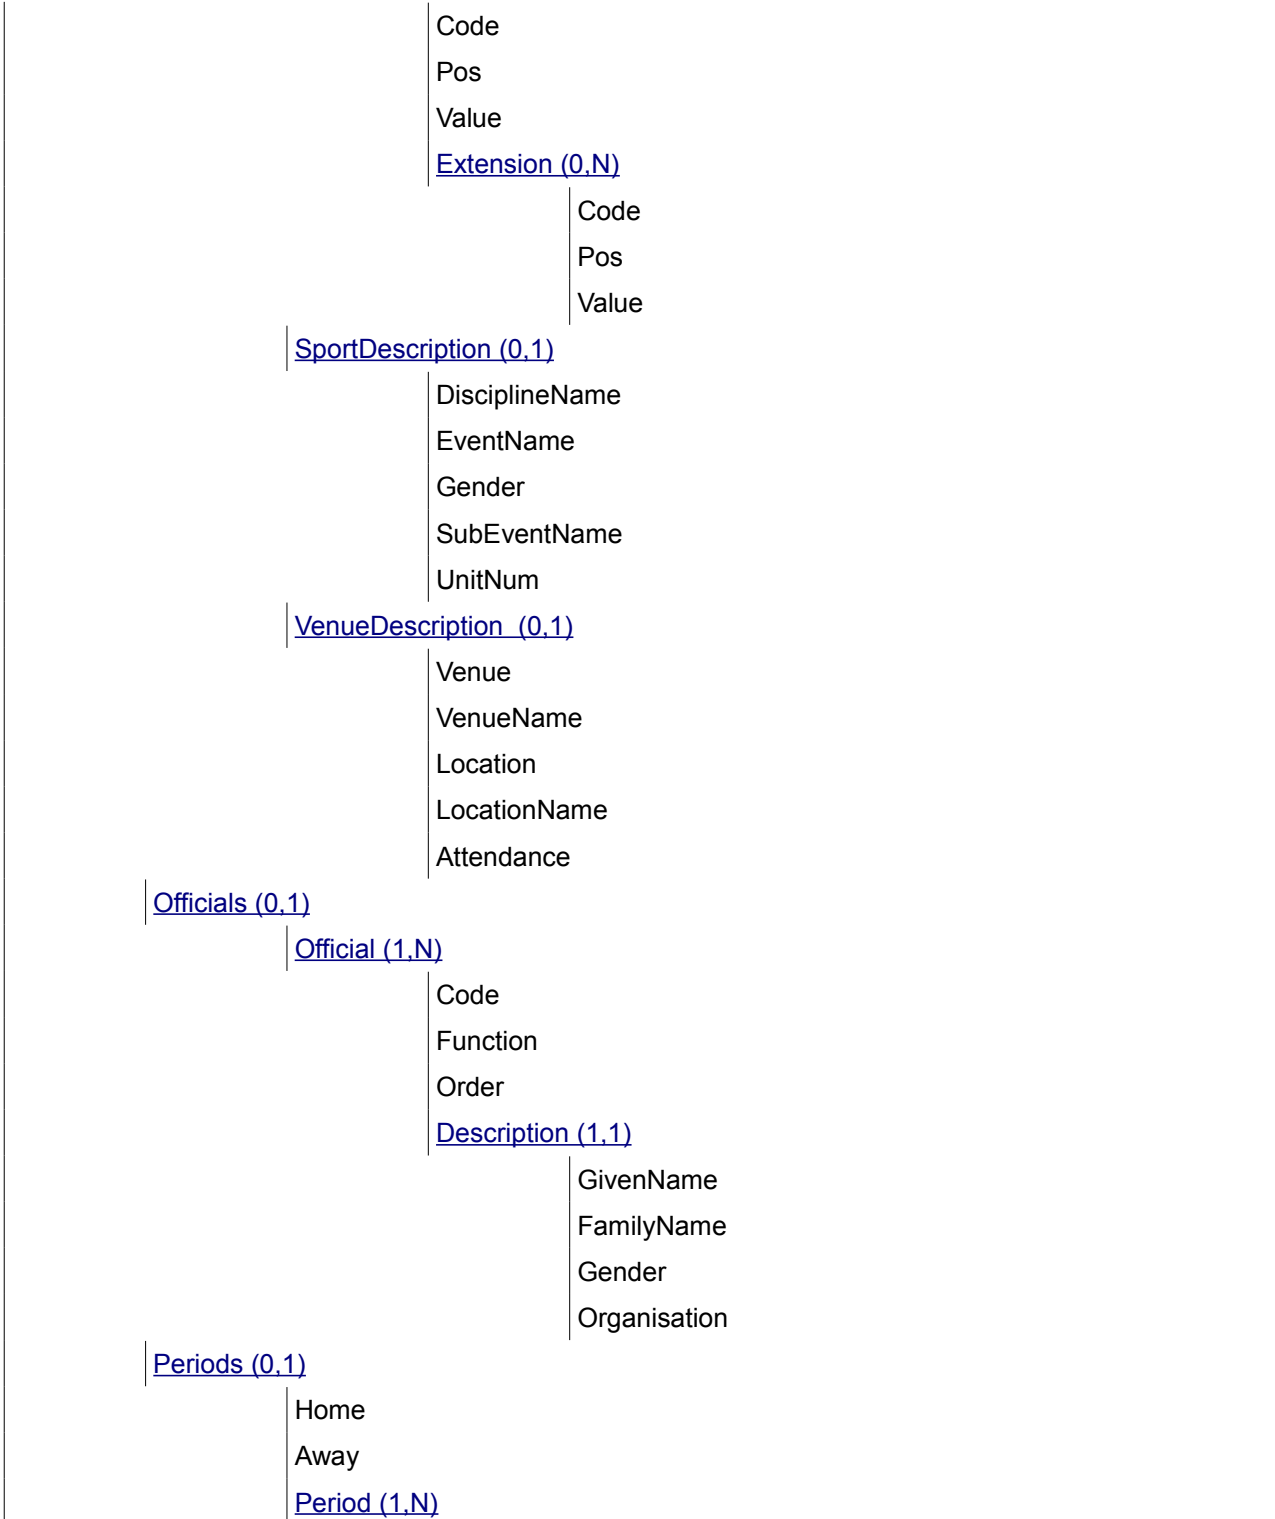 Code
Pos
Value
Extension (0,N)
Code
Pos
Value
SportDescription (0,1)
DisciplineName
EventName
Gender
SubEventName
UnitNum
VenueDescription  (0,1)
Venue
VenueName
Location
LocationName
Attendance
Officials (0,1)
Official (1,N)
Code
Function
Order
Description (1,1)
GivenName
FamilyName
Gender
Organisation
Periods (0,1)
Home
Away
Period (1,N)